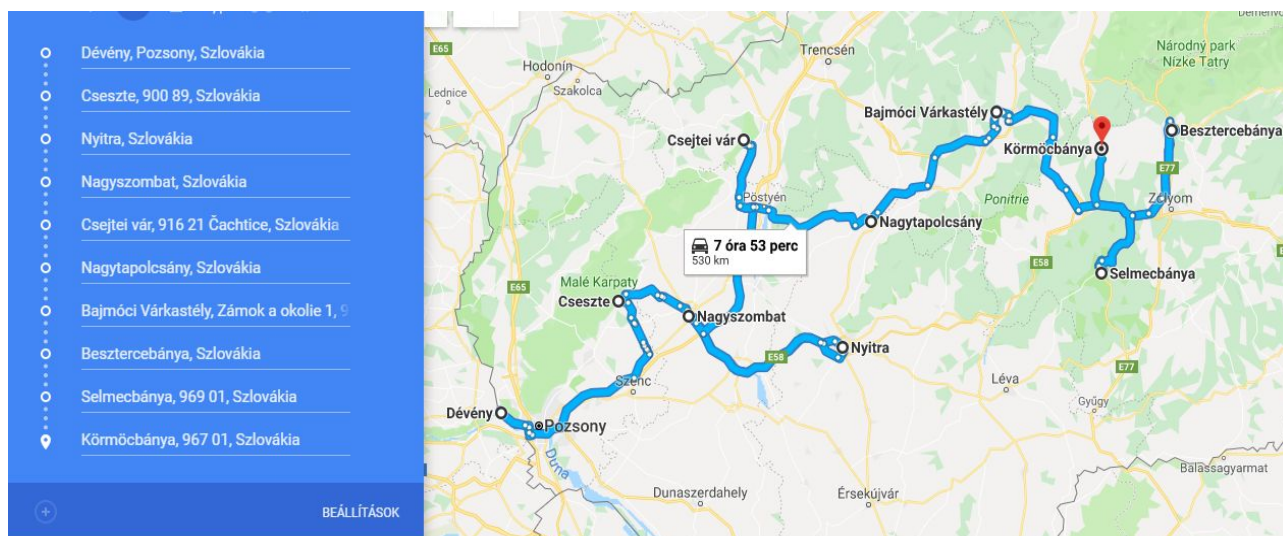 Dévény, Pozsony, Szlovákia
Cseszte, 900 89, Szlovákia
Nyitra, Szlovákia
Nagyszombat, Szlovákia
Csejtei vár, 916 21 Čachtice, Szlovákia
Nagytapolcsány, Szlovákia
Bajmóci Várkastély, Zámok a okolie 1, 9
Besztercebánya, Szlovákia
Selmecbánya, 969 01, Szlovákia
Körmöcbánya, 967 01, Szlovákia
BEÁLLÍTÁSOK
E65
Trencsén
Národný park
Nízke Tatry
Hodonín
Szakolca
Lednice
Bajmóci Várkastély
Csejtei vár
Körmöcbánya
Besztercebánya
E77
Pöstyén
Ponitrie
Zólyom
Nagytapolcsány
7 óra 53 perc
530 km
E58
Selmecbánya
Malé Karpaty
E65
Cseszte
Nagyszombat
E58
Nyitra
E77
Szenc
Léva
Gyűgy
Dévény
Pozsony
Duna
Balassagyarmat
Dunaszerdahely
Érsekújvár